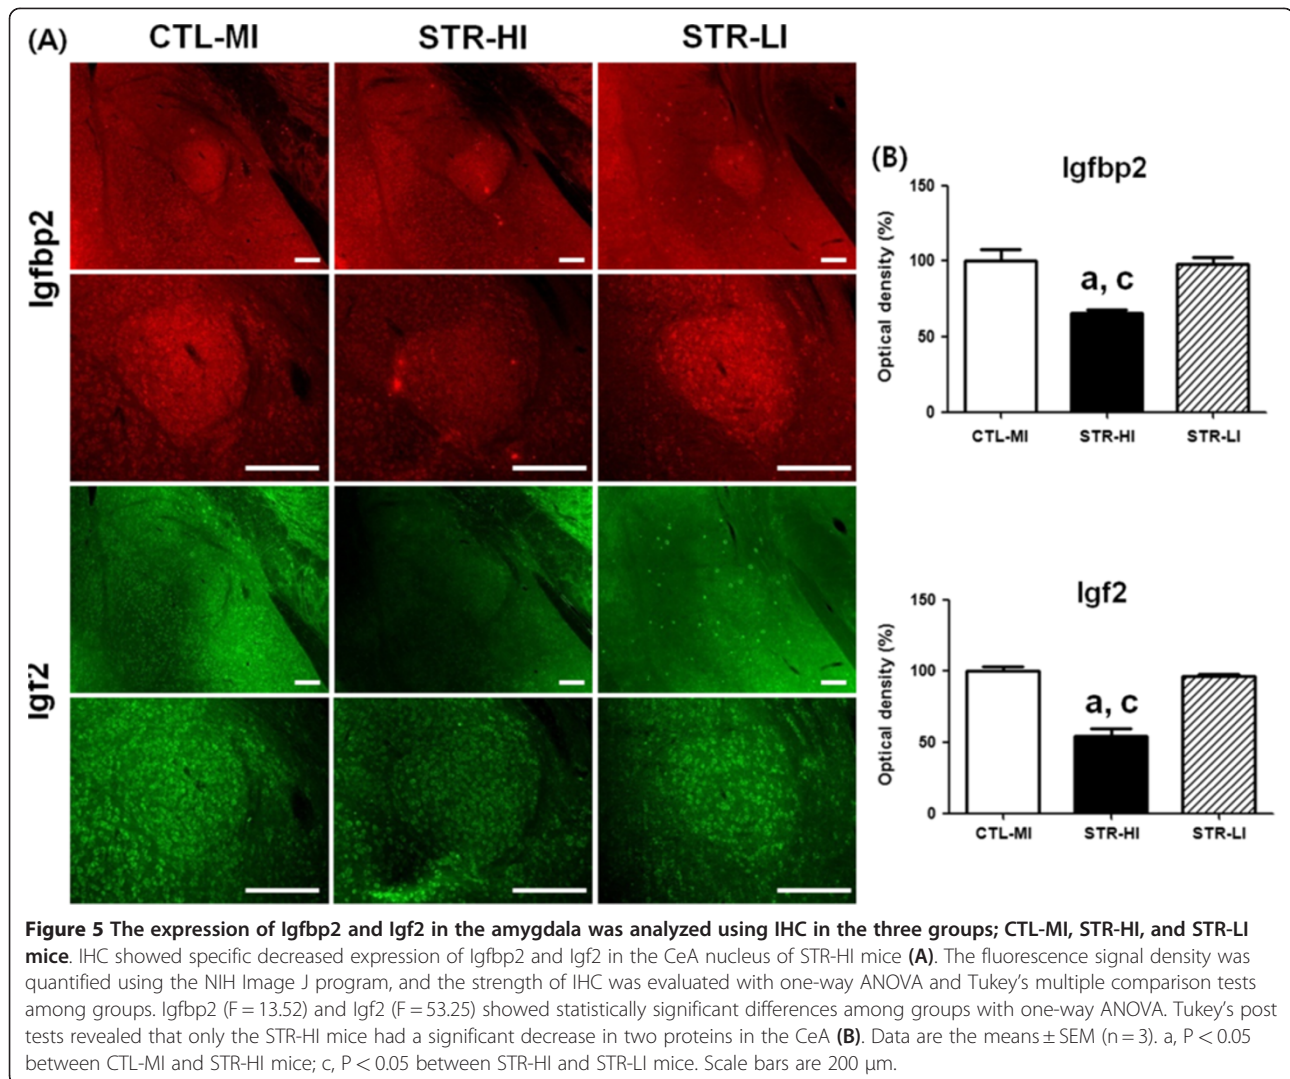 (A)
CTL-MI STR-HI STR-LI
Igfbp2
Igf2
(B)
Igfbp2
Optical density (%)
150
100
50
0
a, c
CTL-MI STR-HI STR-LI
Igf2
Optical density (%)
150
100
50
0
a, c
CTL-MI STR-HI STR-LI
Figure 5 The expression of Igfbp2 and Igf2 in the amygdala was analyzed using IHC in the three groups; CTL-MI, STR-HI, and STR-LI
mice. IHC showed specific decreased expression of Igfbp2 and Igf2 in the CeA nucleus of STR-HI mice (A). The fluorescence signal density was
quantified using the NIH Image J program, and the strength of IHC was evaluated with one-way ANOVA and Tukey's multiple comparison tests
among groups. Igfbp2 (F = 13.52) and Igf2 (F = 53.25) showed statistically significant differences among groups with one-way ANOVA. Tukey's post
tests revealed that only the STR-HI mice had a significant decrease in two proteins in the CeA (B). Data are the means ± SEM (n = 3). a, P < 0.05
between CTL-MI and STR-HI mice; c, P < 0.05 between STR-HI and STR-LI mice. Scale bars are 200 μm.